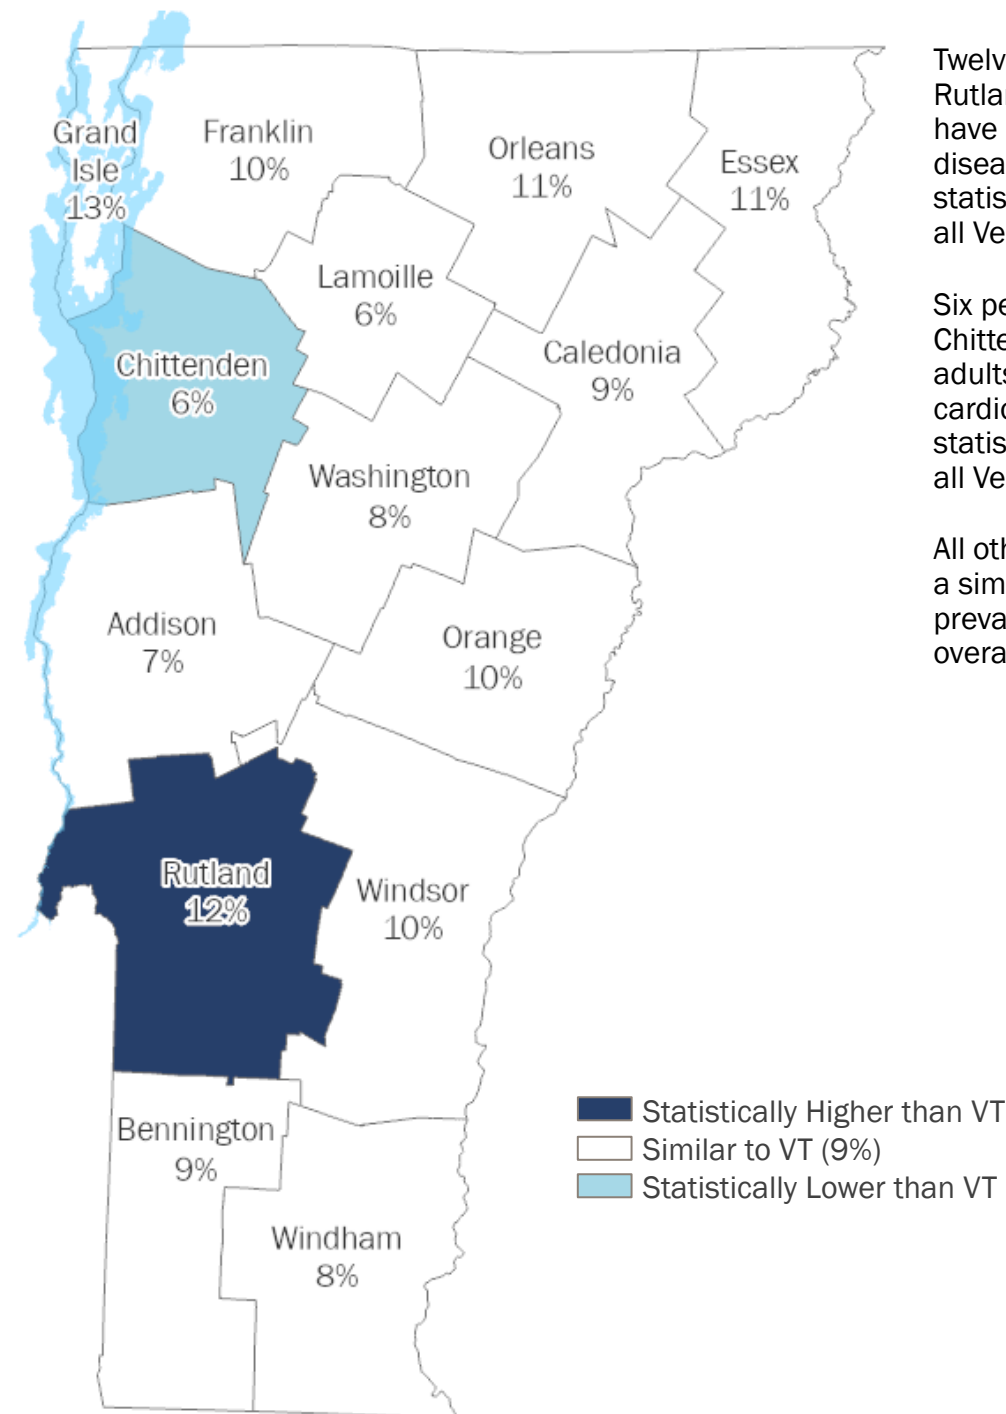 Grand
Isle
13%
Franklin
10%
Orleans
11%
Essex
11%
Lamoille
6%
Chittenden
6%
Caledonia
9%
Washington
8%
Addison
7%
Orange
10%
Rutland
12%
Windsor
10%
Bennington
9%
Windham
8%
Twelv
Rutla
have
disea
statis
all Ve
Six pe
Chitte
adults
cardio
statis
all Ve
All oth
a sim
preva
overa
Statistically Higher than VT
Similar to VT (9%)
Statistically Lower than VT